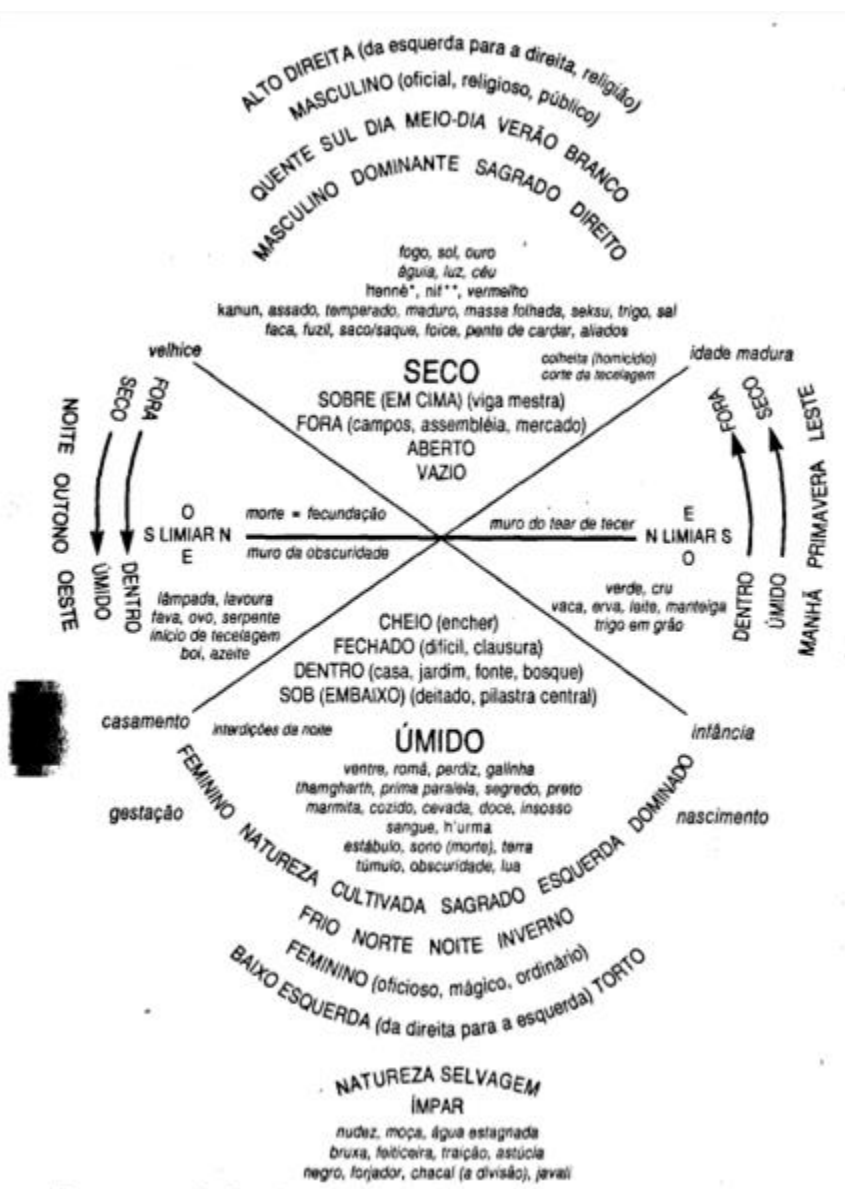 ALTO DIREITA (da esquerda para a direita, religião)
MASCULINO (oficial, religioso, público)
QUENTE SUL DIA MEIO-DIA VERÃO BRANCO
MASCULINO DOMINANTE SAGRADO DIREITO
fogo, sol, ouro
águia, luz, céu
hennê*, nif**, vermelho
kanun, assado, temperado, maduro, massa folhada, seksu, trigo, sal
faca, fuzil, saco/saque, foice, pente de cardar, aliados
velhice
colheita (homicídio)
corte da tecelagem
idade madura
SECO
SOBRE (EM CIMA) (viga mestra)
FORA (campos, assembléia, mercado)
ABERTO
VAZIO
NOITE OUTONO OESTE
SECO
ÚMIDO
FORA
DENTRO
O
S LIMIAR N
E
morte = fecundação
muro da obscuridade
muro do tear de tecer
E
N LIMIAR S
O
FORA
DENTRO
SECO
ÚMIDO
MANHÃ PRIMAVERA LESTE
lâmpada, lavoura
fava, ovo, serpente
início de tecelagem
boi, azeite
verde, cru
vaca, erva, leite, manteiga
trigo em grão
CHEIO (encher)
FECHADO (difícil, clausura)
DENTRO (casa, jardim, fonte, bosque)
SOB (EMBAIXO) (deitado, pilastra central)
casamento
interdições da noite
infância
ÚMIDO
ventre, romã, perdiz, galinha
thamgharth, prima paralela, segredo, preto
marmita, cozido, cevada, doce, insosso
sangue, h'urma
estábulo, sono (morte), terra
túmulo, obscuridade, lua
gestação
nascimento
FEMININO NATUREZA CULTIVADA SAGRADO ESQUERDA DOMINADO
FRIO NORTE NOITE INVERNO
FEMININO (oficioso, mágico, ordinário)
BAIXO ESQUERDA (da direita para a esquerda) TORTO
NATUREZA SELVAGEM
ÍMPAR
nudez, moça, água estagnada
bruxa, feiticeira, traição, astúcia
negro, forjador, chacal (a divisão), javali